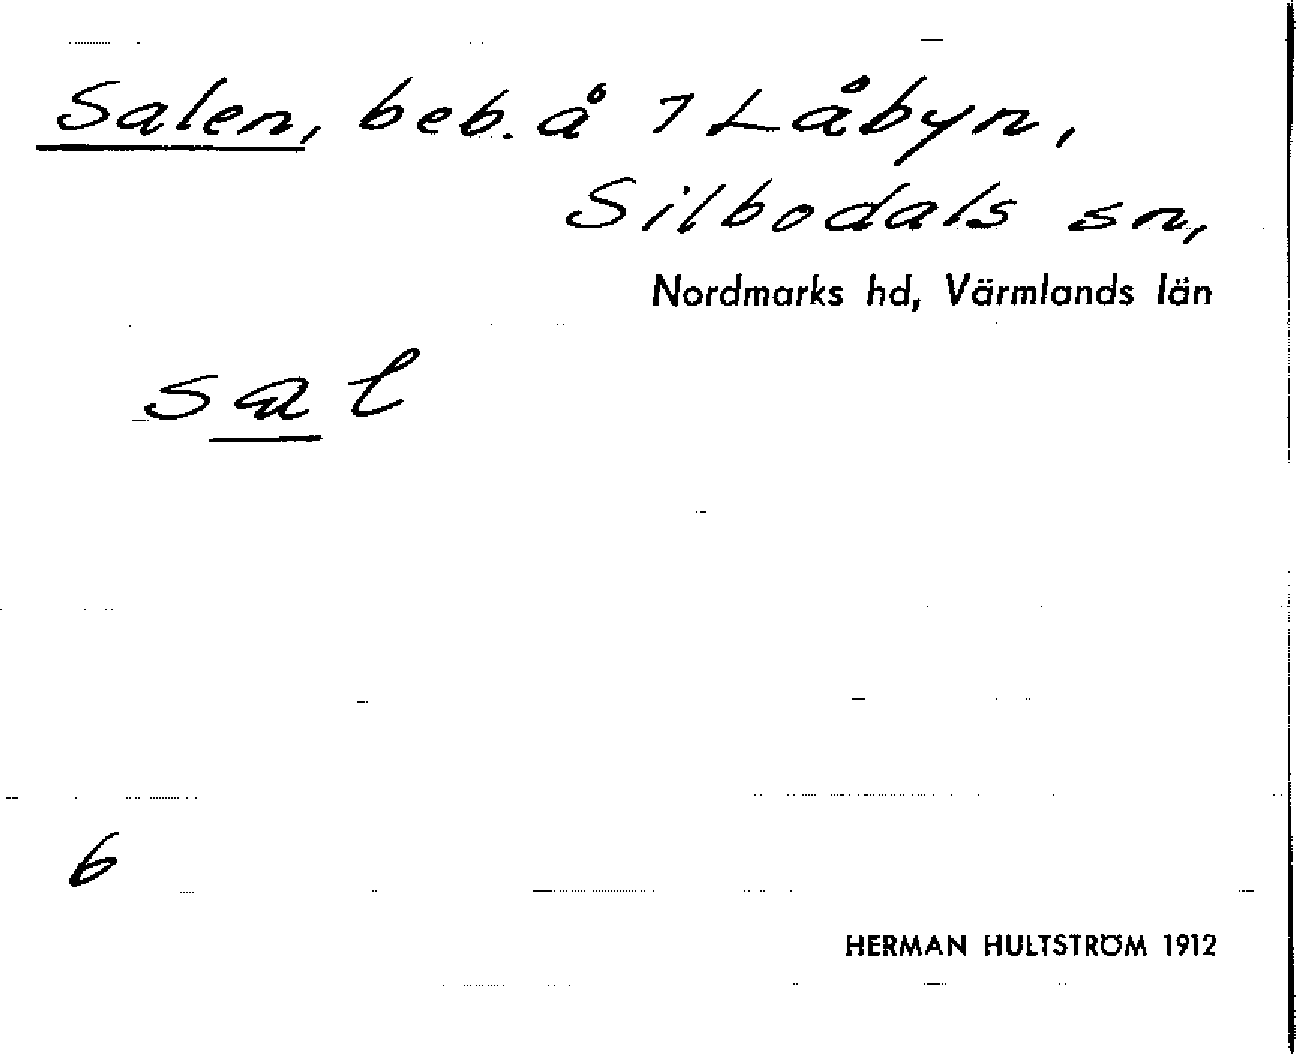 Salen, beb. å 7 Låbyn,
Silbodals sn,
Nordmarks hd, Värmlands län
sal
6
HERMAN HULTSTRÖM 1912